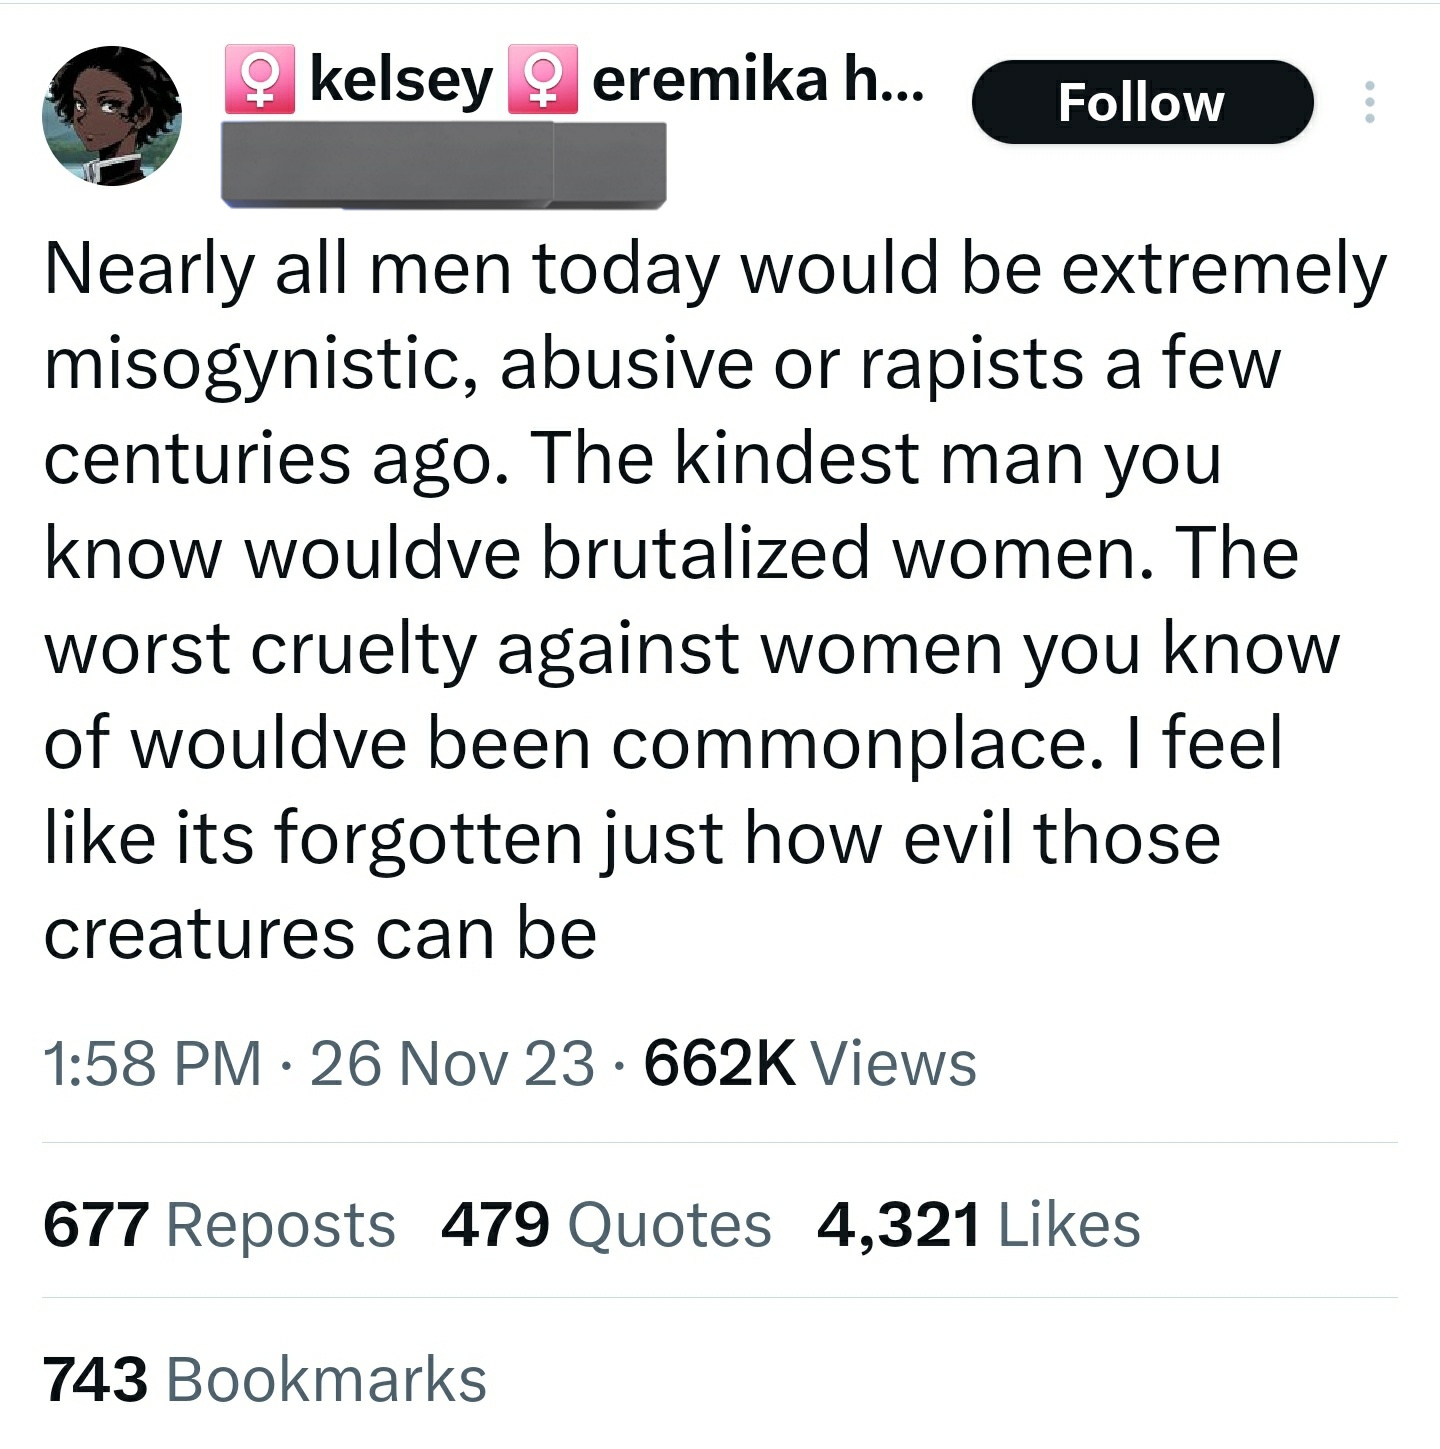 ♀ kelsey ♀ eremika h...
Follow
Nearly all men today would be extremely
misogynistic, abusive or rapists a few
centuries ago. The kindest man you
know wouldve brutalized women. The
worst cruelty against women you know
of wouldve been commonplace. I feel
like its forgotten just how evil those
creatures can be
1:58 PM · 26 Nov 23 · 662K Views
677 Reposts 479 Quotes 4,321 Likes
743 Bookmarks